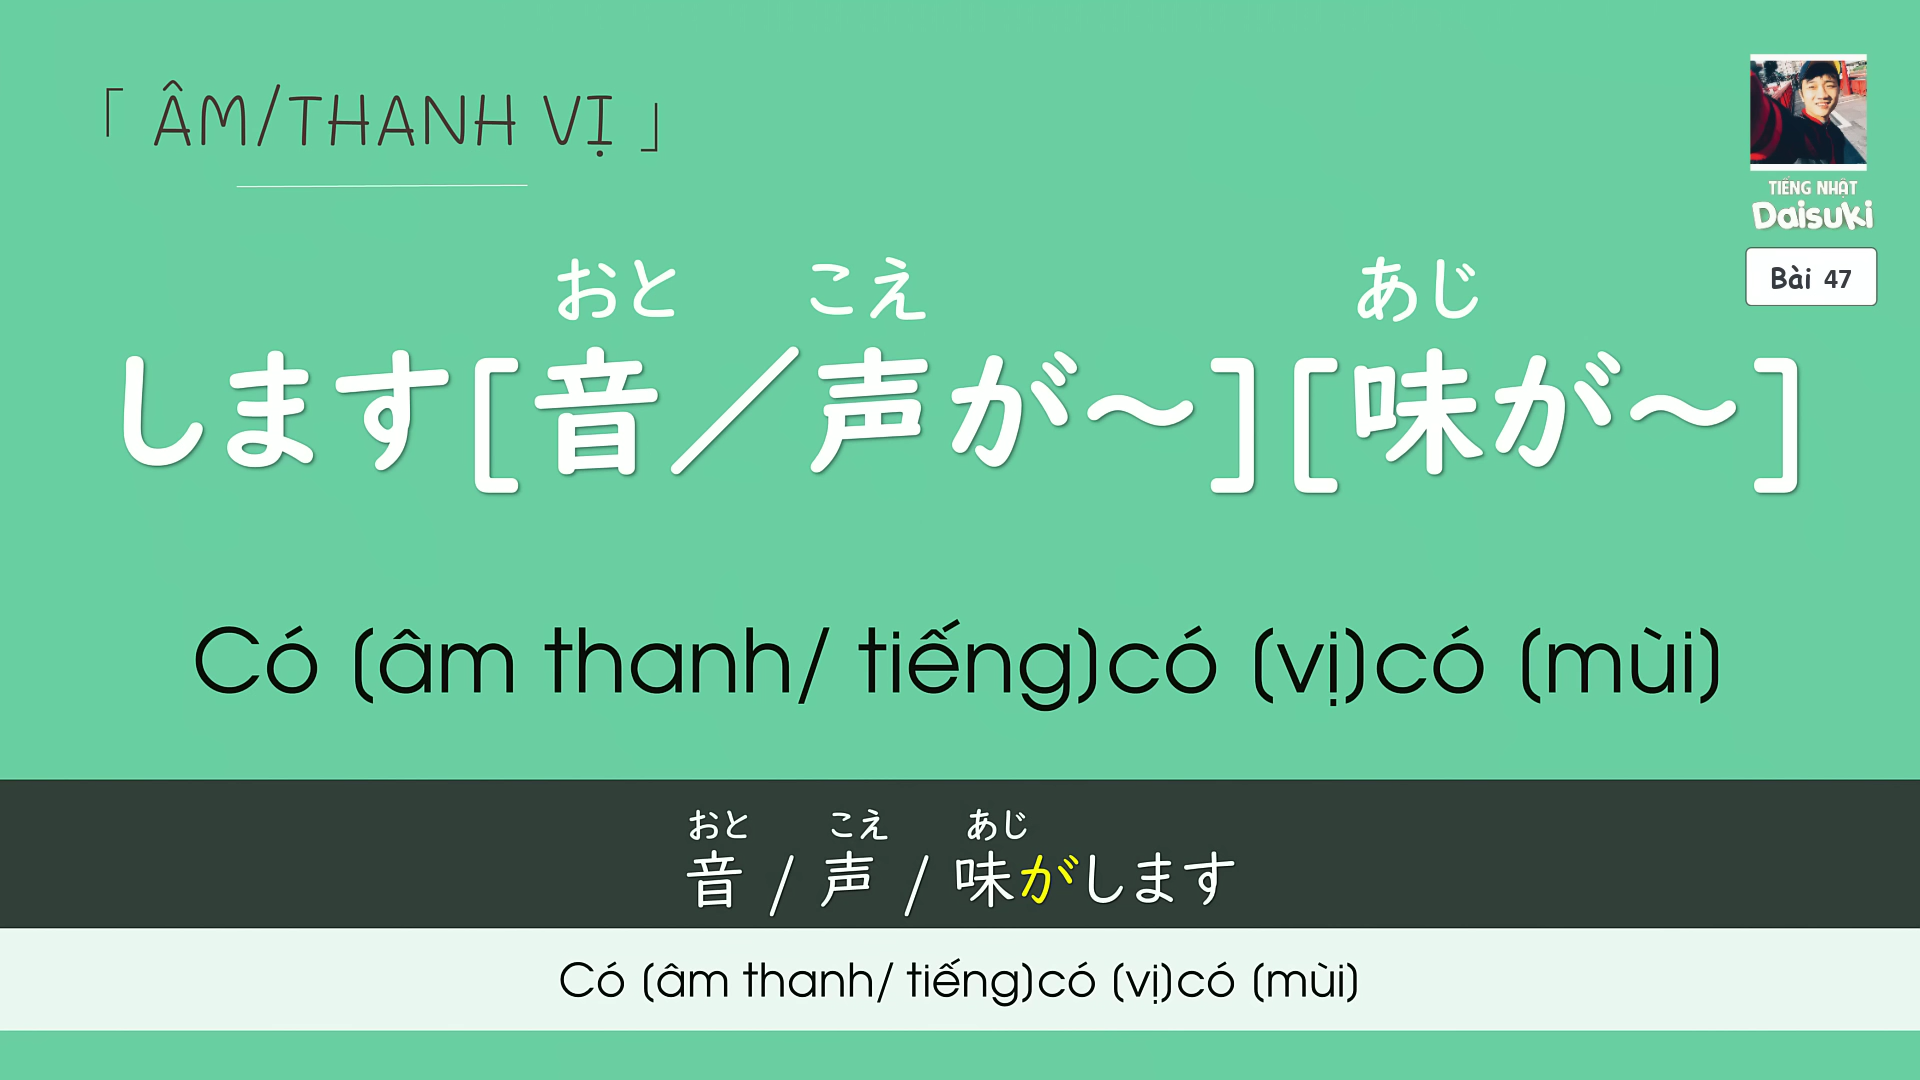 「 ÂM/THANH VỊ 」
TIẾNG NHẬT
Daisuki
Bài 47
おと こえ あじ
します[音／声が～][味が～]
Có (âm thanh/ tiếng)có (vị)có (mùi)
おと こえ あじ
音 / 声 / 味がします
Có (âm thanh/ tiếng)có (vị)có (mùi)